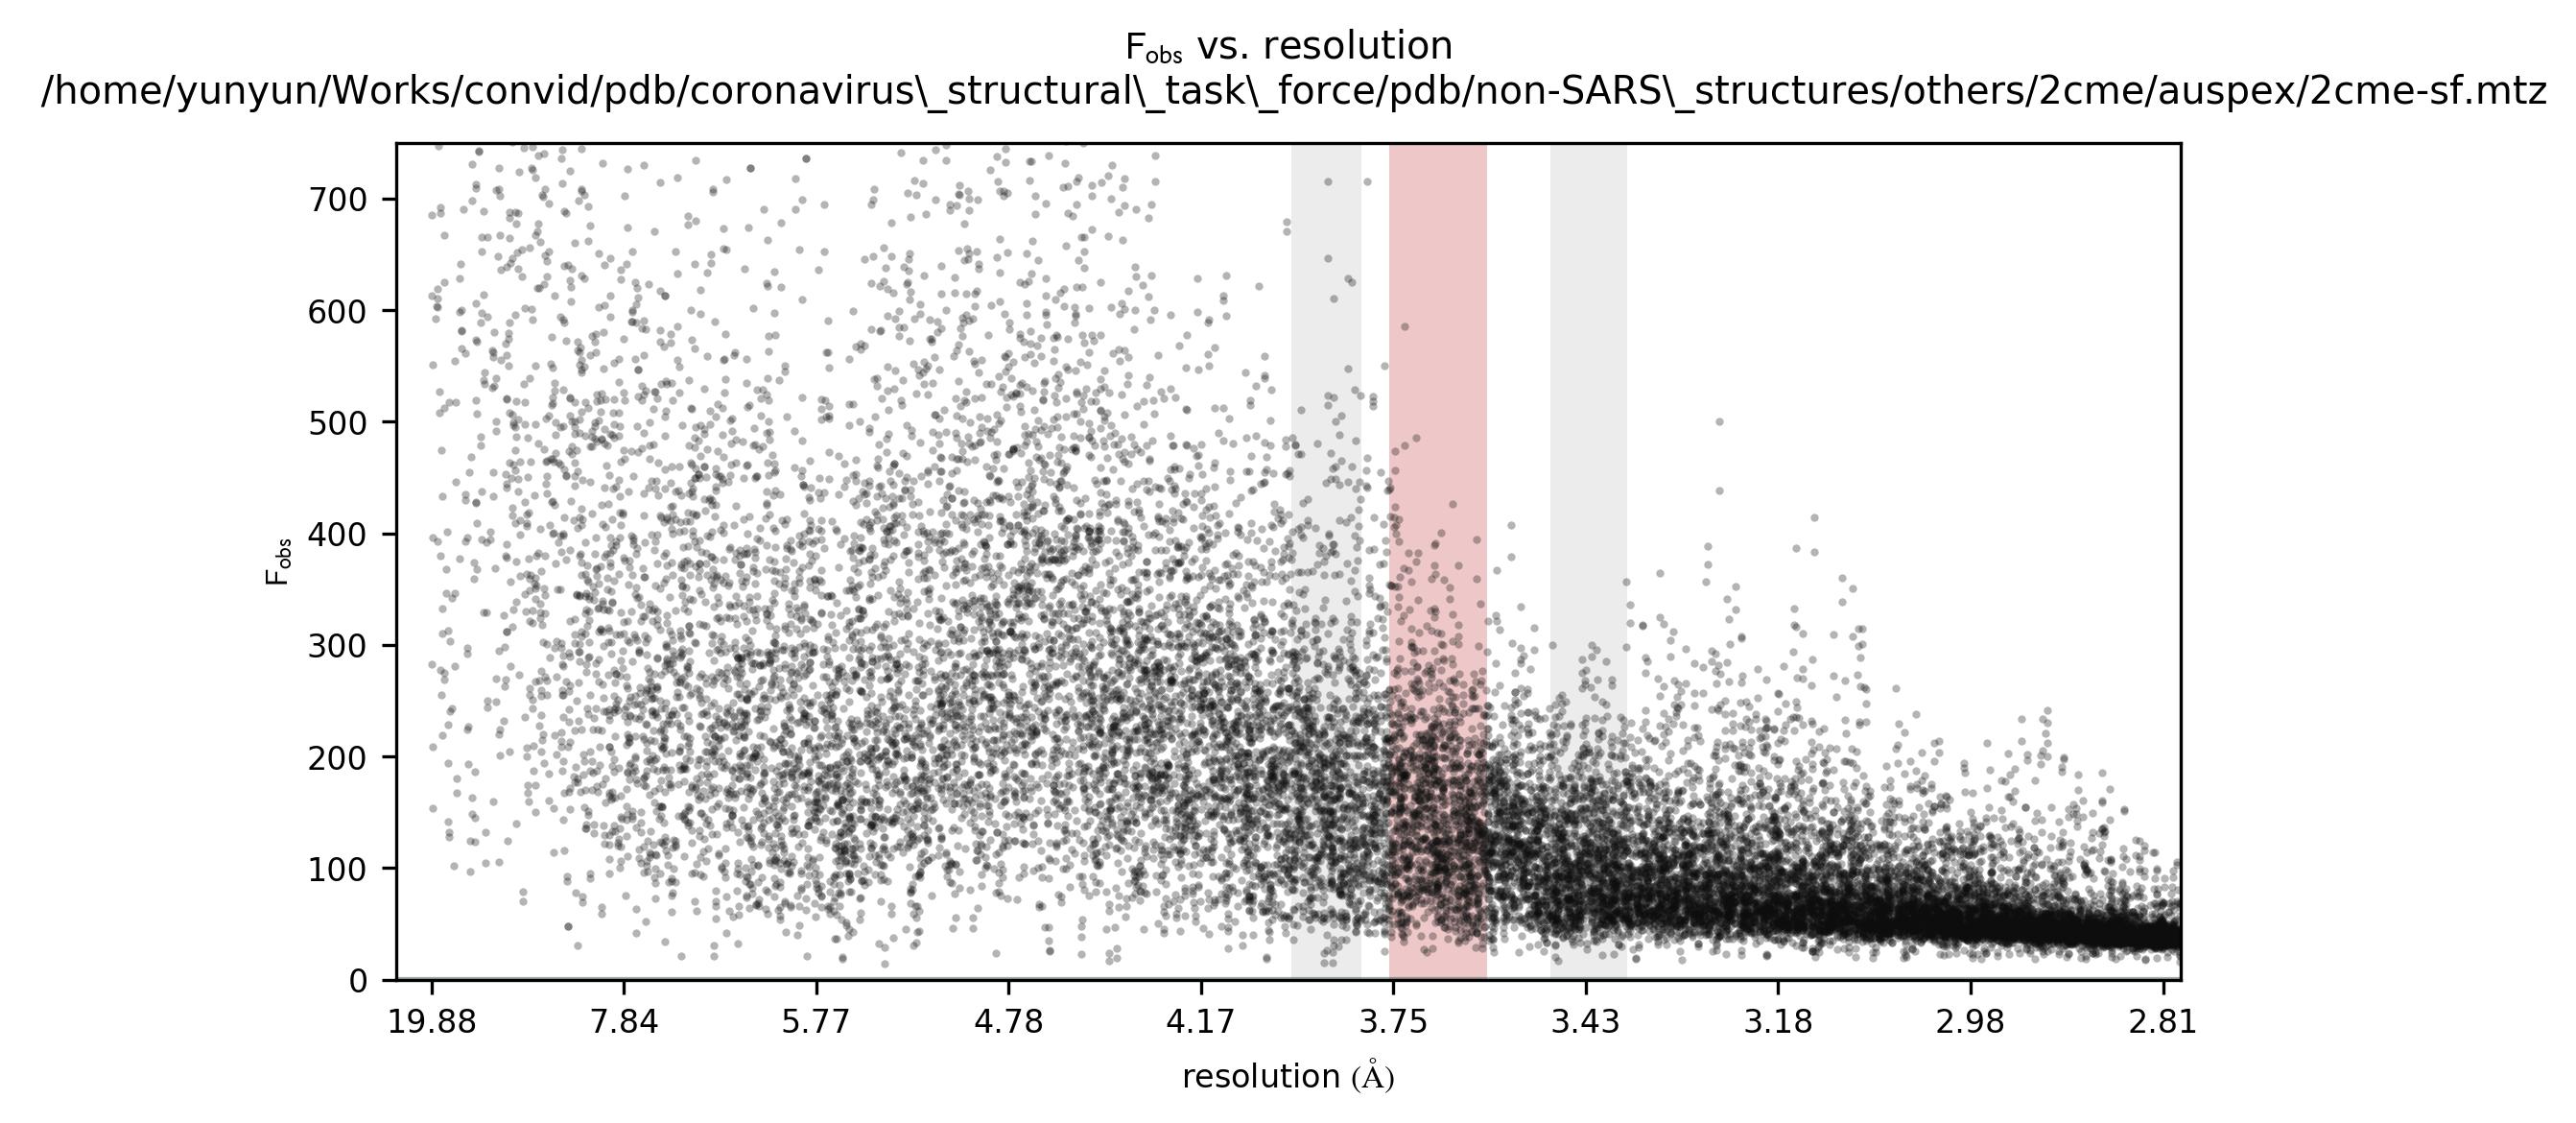 Fobs vs. resolution
/home/yunyun/Works/convid/pdb/coronavirus\_structural\_task\_force/pdb/non-SARS\_structures/others/2cme/auspex/2cme-sf.mtz
700
600
500
400
300
200
100
0
Fobs
19.88 7.84 5.77 4.78 4.17 3.75 3.43 3.18 2.98 2.81
resolution (Å)